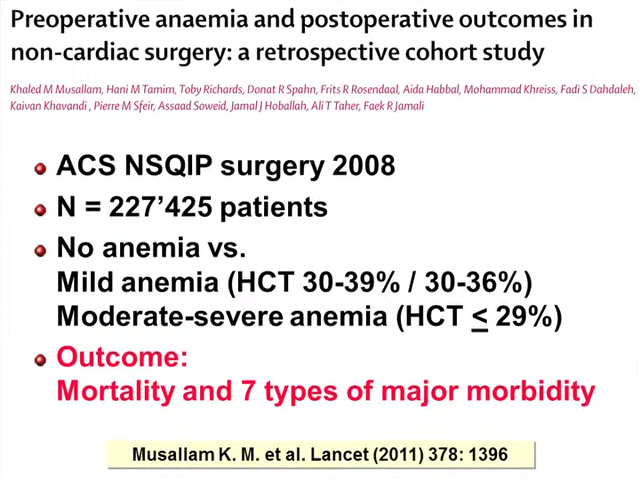 Preoperative anaemia and postoperative outcomes in
non-cardiac surgery: a retrospective cohort study
Khaled M Musallam, Hani M Tamim, Toby Richards, Donat R Spahn, Frits R Rosendaal, Aida Habbal, Mohammad Khreiss, Fadi S Dahdaleh,
Kaivan Khavandi, Pierre M Sfeir, Assaad Soweid, Jamal J Hoballah, Ali T Taher, Faek R Jamali
ACS NSQIP surgery 2008
N = 227’425 patients
No anemia vs.
Mild anemia (HCT 30-39% / 30-36%)
Moderate-severe anemia (HCT ≤ 29%)
Outcome:
Mortality and 7 types of major morbidity
Musallam K. M. et al. Lancet (2011) 378: 1396